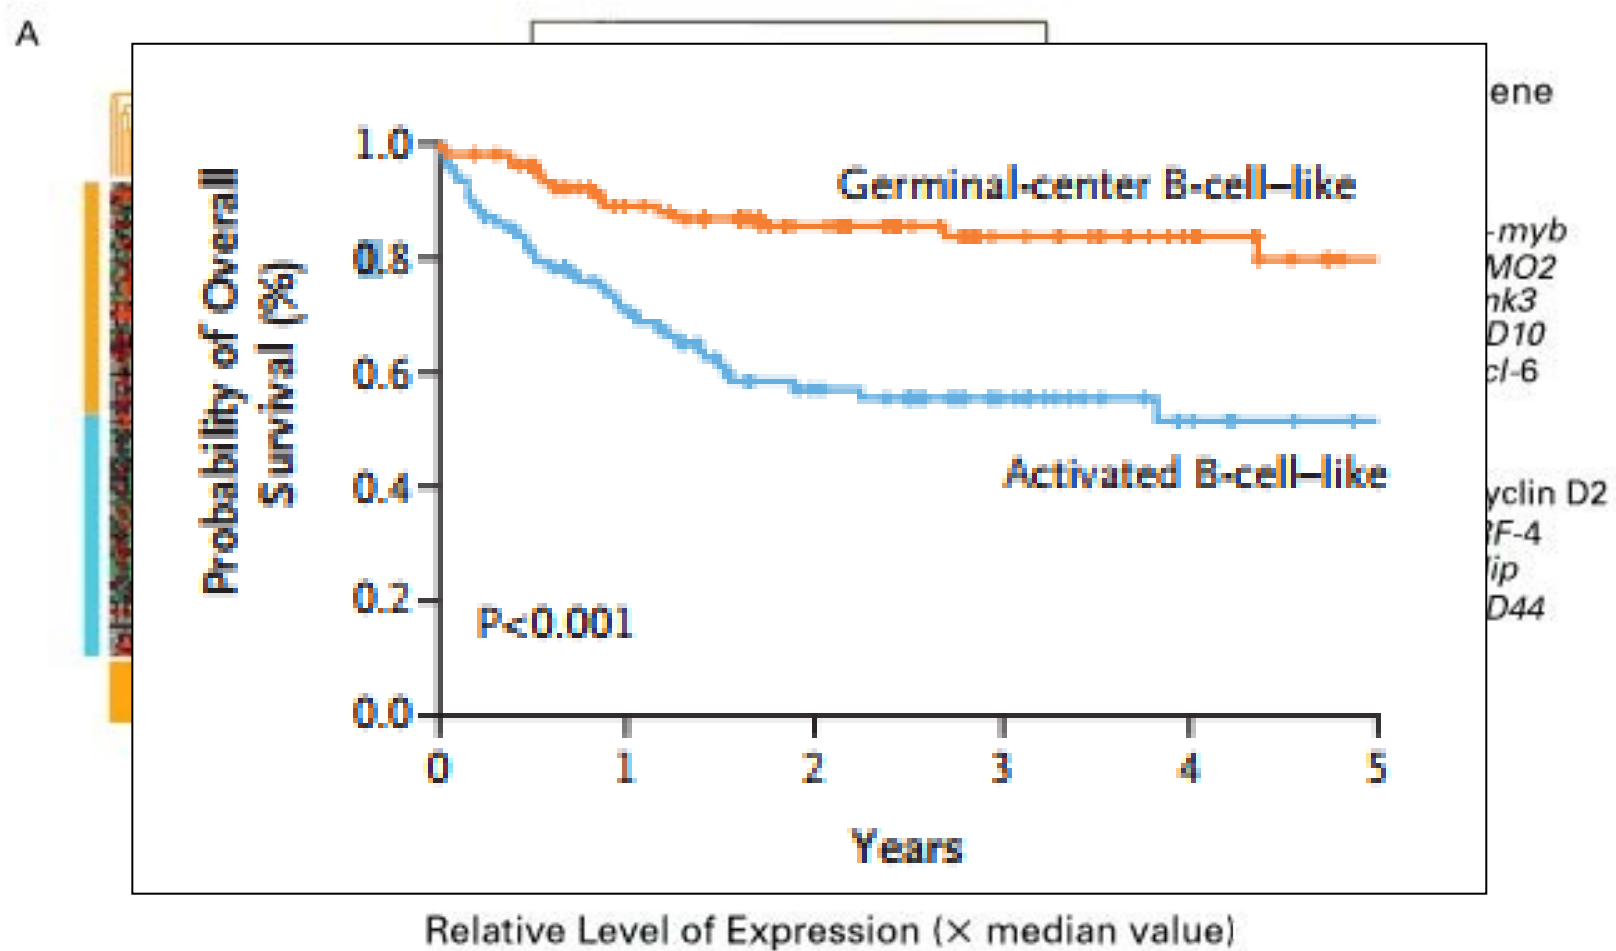 A
ene
1.0
Germinal-center B-cell–like
-myb
0.8
MO2
nk3
D10
0.6
cl-6
Probability of Overall
Survival (%)
0.4
Activated B-cell–like
yclin D2
RF-4
lip
D44
0.2
P<0.001
0.0
0 1 2 3 4 5
Years
Relative Level of Expression (× median value)